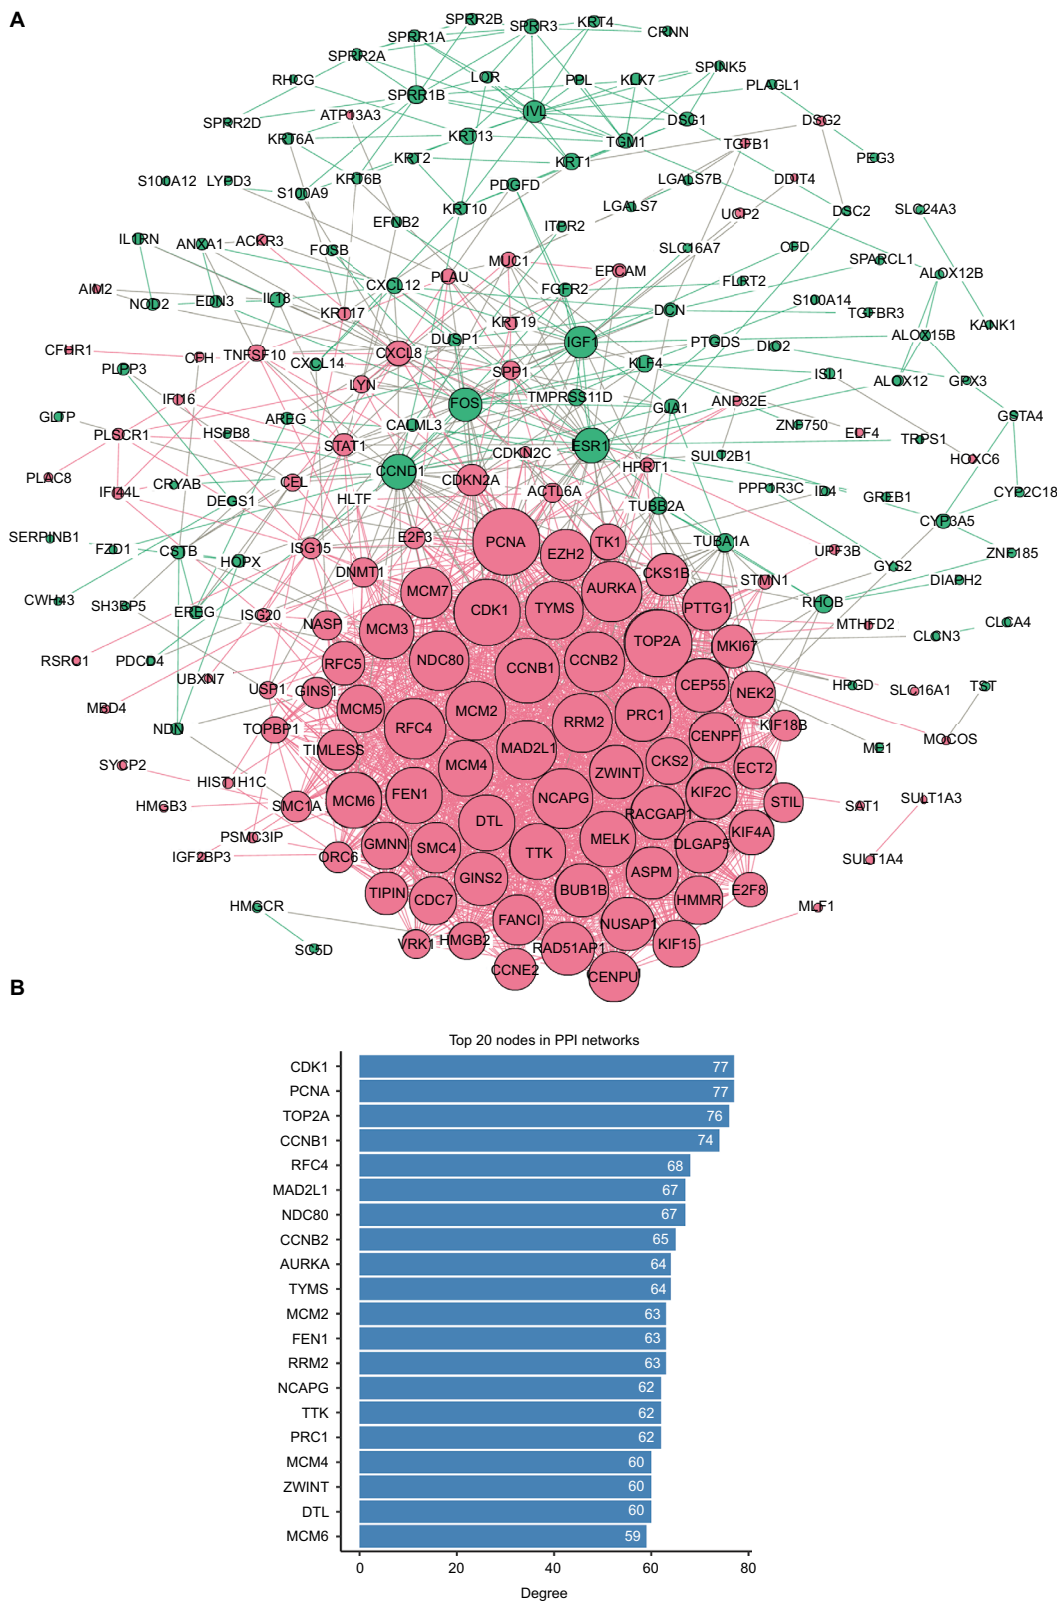 A
SPRR2B
SPRR3
KRT4
CRNN
SPRR1A
SPRR2A
RHCG
LOR
PPL
KLK7
SPINK5
PLAGL1
SPRR1B
IVL
SPRR2D
ATP13A3
DSG1
DSG2
KRT6A
KRT13
TGM1
TGFB1
KRT2
KRT1
PEG3
S100A12
LYPD3
KRT6B
PDGFD
LGALS7B
DDIT4
S100A9
KRT10
LGALS7
UCP2
DSC2
SLC24A3
EFNB2
ITPR2
IL1RN
ANXA1
ACKR3
FOSB
SLC16A7
CFD
MUC1
SPARCL1
AIM2
PLAU
EPCAM
FLRT2
ALOX12B
NOD2
EDN3
IL18
CXCL12
FGFR2
S100A14
KRT17
KRT19
DCN
TGFBR3
KANK1
CFHR1
CFH
TNFSF10
CXCL8
DUSP1
IGF1
PTGDS
DIO2
ALOX15B
PLPP3
CXCL14
LYN
SPP1
KLF4
ISL1
ALOX12
GPX3
IFI16
FOS
TMPRSS11D
GJA1
ANP32E
GLTP
AREG
CALML3
ZNF750
GSTA4
PLSCR1
HSPB8
STAT1
CDKN2C
ESR1
SULT2B1
ELF4
TRPS1
HOXC6
PLAC8
IFI44L
CRYAB
CEL
CCND1
CDKN2A
HPRT1
PPP1R3C
ID4
GREB1
CYP2C18
DEGS1
HLTF
ACTL6A
TUBB2A
CYP3A5
SERPINB1
FZD1
CSTB
ISG15
E2F3
PCNA
EZH2
TK1
TUBA1A
UPF3B
ZNF185
HOPX
DNMT1
CKS1B
STMN1
GYS2
DIAPH2
CWH43
SH3BP5
EREG
ISG20
NASP
MCM7
CDK1
TYMS
AURKA
PTTG1
RHOB
MTHFD2
CLCN3
CLCA4
MCM3
TOP2A
MKI67
RSRC1
PDCD4
RFC5
NDC80
CCNB1
CCNB2
UBXN7
USP1
GINS1
CEP55
NEK2
HPGD
SLC16A1
TST
MBD4
MCM5
MCM2
RRM2
PRC1
NDN
TOPBP1
RFC4
KIF18B
ME1
MOCOS
TIMLESS
MAD2L1
CENPF
SYCP2
MCM4
ZWINT
CKS2
ECT2
HIST1H1C
HMGB3
SMC1A
MCM6
FEN1
NCAPG
KIF2C
STIL
SAT1
SULT1A3
RACGAP1
PSMC3IP
DTL
MELK
DLGAP5
KIF4A
IGF2BP3
ORC6
GMNN
SMC4
TTK
SULT1A4
ASPM
TIPIN
CDC7
GINS2
BUB1B
HMMR
E2F8
HMGCR
FANCI
NUSAP1
MLF1
SC5D
VRK1
HMGB2
RAD51AP1
KIF15
CCNE2
CENPU
B
Top 20 nodes in PPI networks
CDK1 77
PCNA 77
TOP2A 76
CCNB1 74
RFC4 68
MAD2L1 67
NDC80 67
CCNB2 65
AURKA 64
TYMS 64
MCM2 63
FEN1 63
RRM2 63
NCAPG 62
TTK 62
PRC1 62
MCM4 60
ZWINT 60
DTL 60
MCM6 59
0 20 40 60 80
Degree